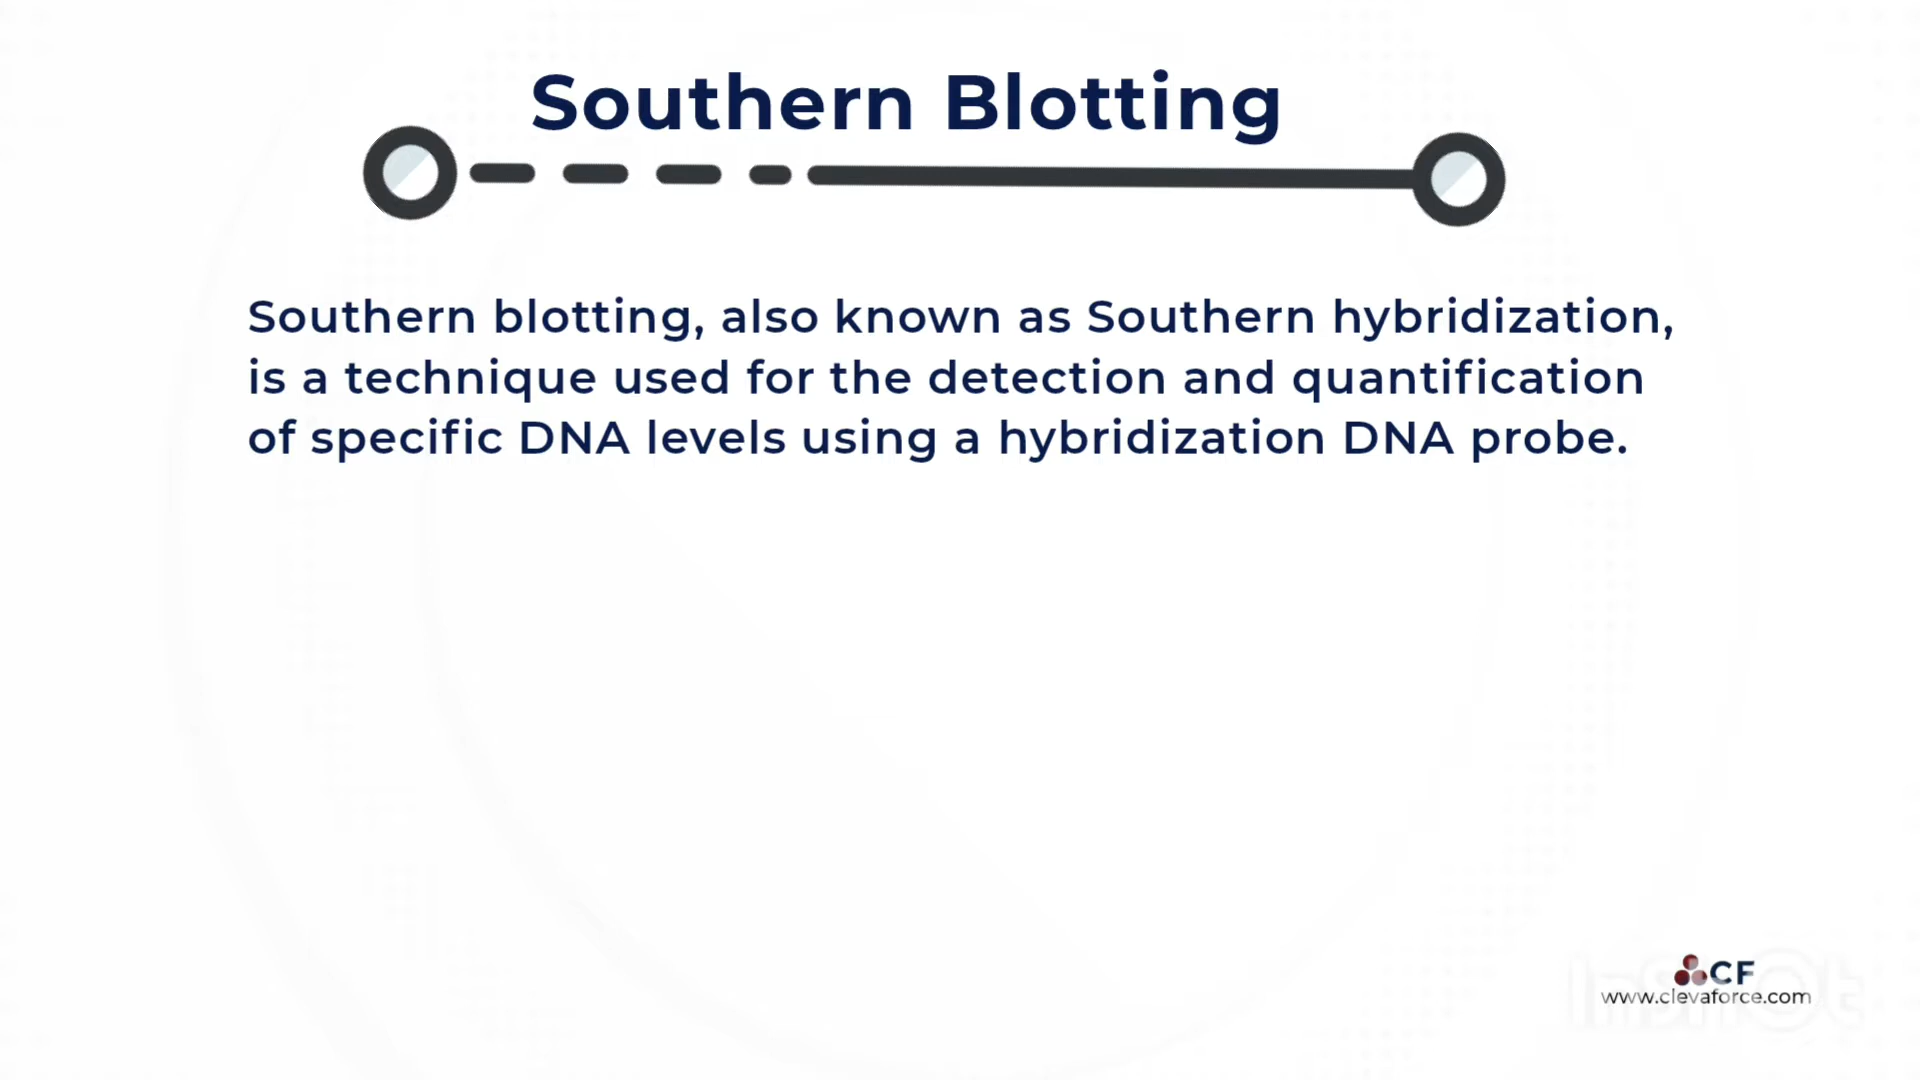 Southern Blotting
Southern blotting, also known as Southern hybridization,
is a technique used for the detection and quantification
of specific DNA levels using a hybridization DNA probe.
CF
www.clevaforce.com
InShOt